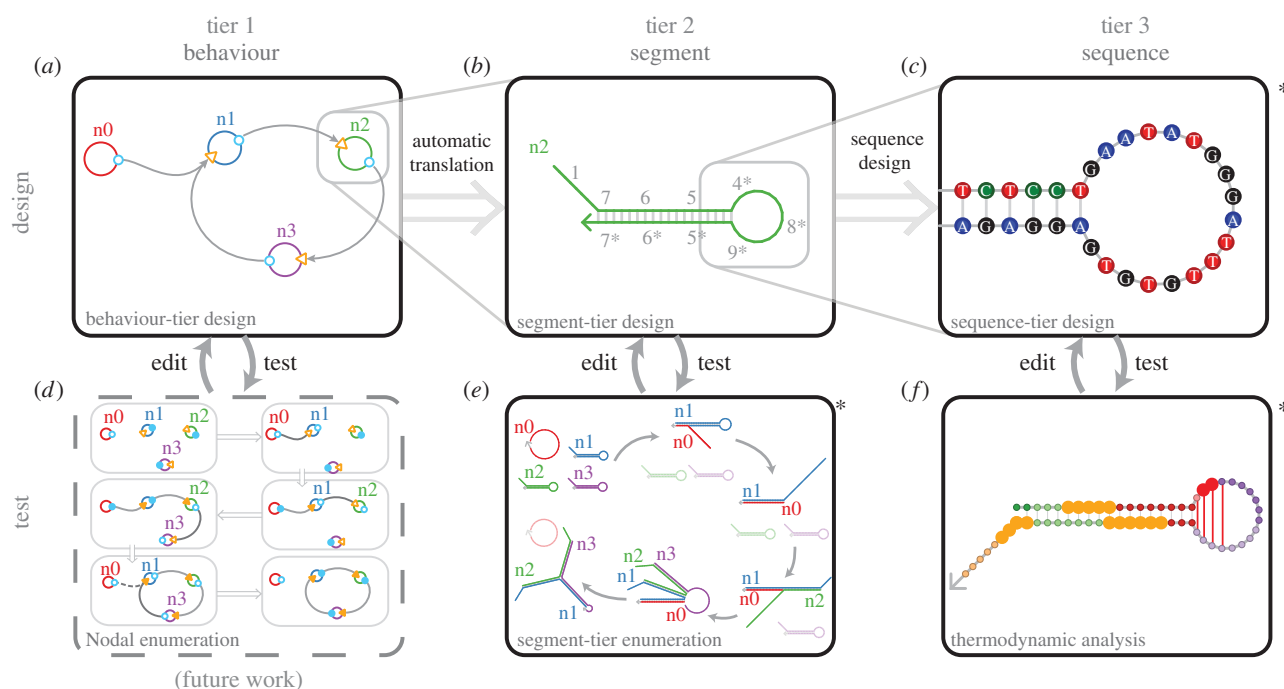 tier 1
behaviour
tier 2
segment
tier 3
sequence
design
(a)
n0
n1
n2
n3
behaviour-tier design
automatic
translation
(b)
n2
1
7
6
5
4*
8*
7*
6*
5*
9*
segment-tier design
sequence
design
(c)
*
T C T C C T G A A T A T G G G A T T T G T G T G A G G A G A
sequence-tier design
edit
test
edit
test
edit
test
test
(d)
n0
n1
n2
n3
n0
n1
n2
n3
n1
n2
n0
n1
n3
Nodal enumeration
(future work)
(e)
*
n0
n1
n2
n3
n1
n0
n1
n0
n1
n0
n2
n2
n3
n1
n0
n3
n2
n1
segment-tier enumeration
(f)
*
thermodynamic analysis